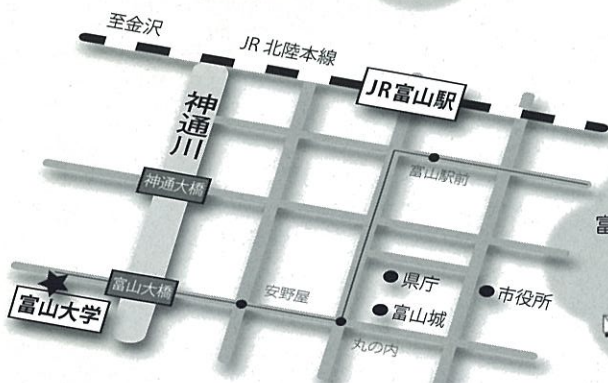 至金沢
JR 北陸本線
JR富山駅
神通川
富山駅前
神通大橋
富
県庁
市役所
富山大橋
安野屋
富山城
富山大学
丸の内